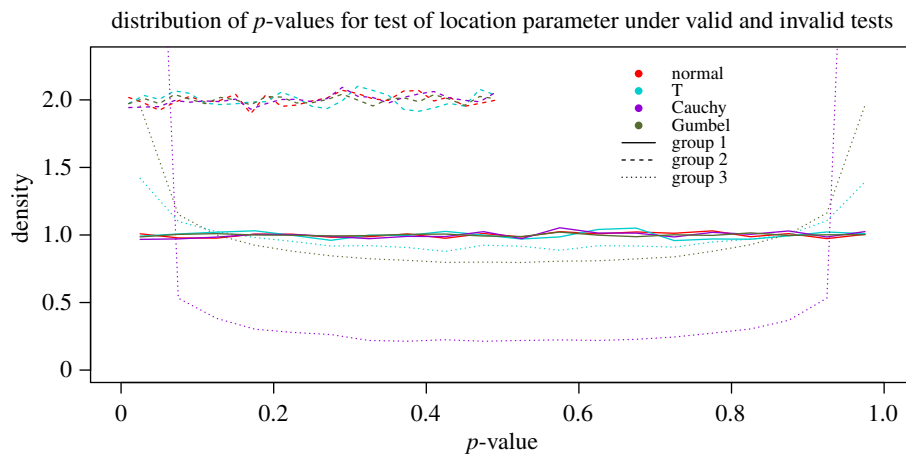 distribution of p-values for test of location parameter under valid and invalid tests
normal
T
Cauchy
Gumbel
group 1
group 2
group 3
density
2.0
1.5
1.0
0.5
0
0 0.2 0.4 0.6 0.8 1.0
p-value